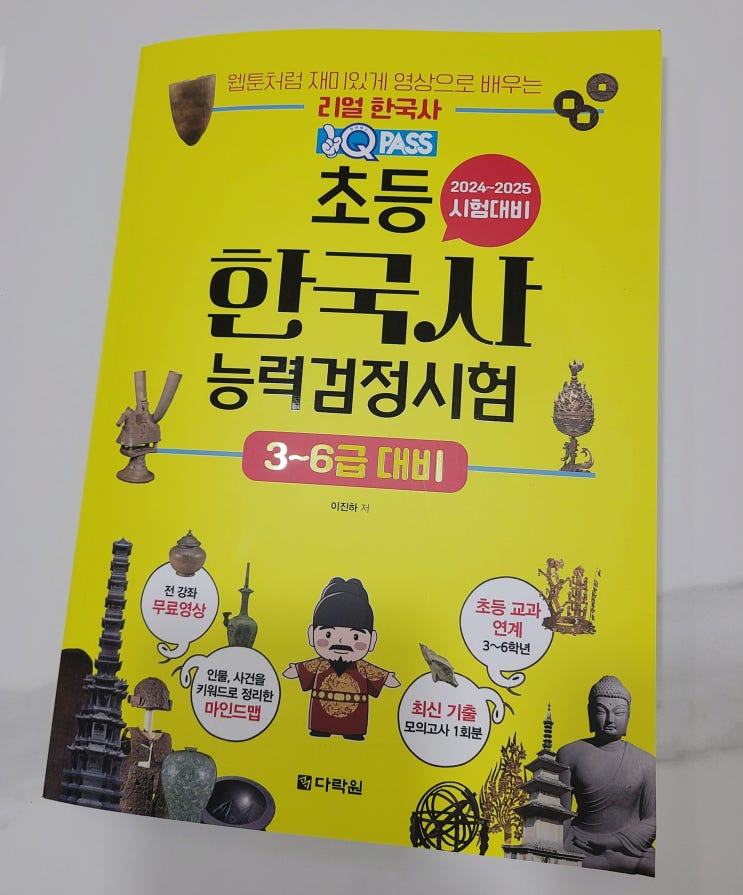 웹툰처럼 재미있게 영상으로 배우는
리얼 한국사
QPASS
초등
2024~2025
시험대비
한국사
능력검정시험
3~6급 대비
이진하 저
전 강좌
무료영상
인물, 사건을
키워드로 정리한
마인드맵
초등 교과
연계
3~6학년
최신 기출
모의고사 1회분
다락원